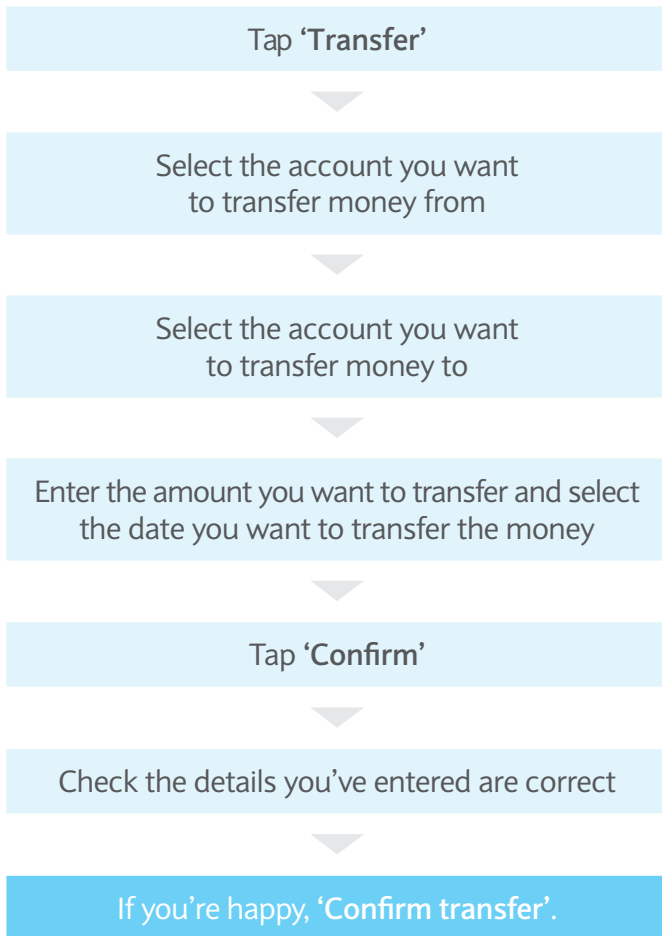 Tap ‘Transfer’
Select the account you want
to transfer money from
Select the account you want
to transfer money to
Enter the amount you want to transfer and select
the date you want to transfer the money
Tap ‘Confirm’
Check the details you’ve entered are correct
If you’re happy, ‘Confirm transfer’.